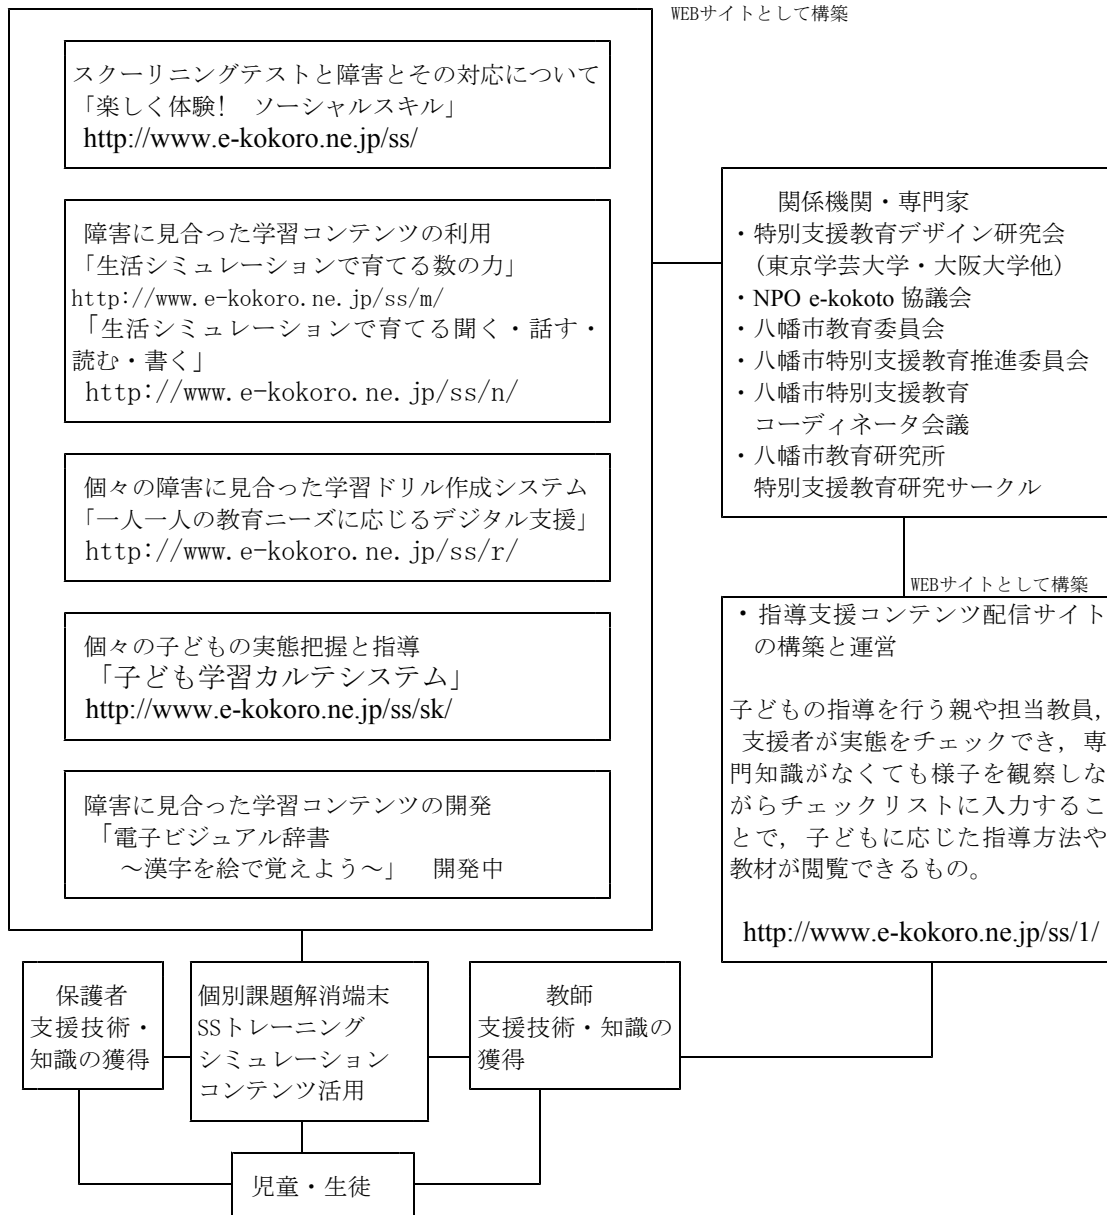 WEBサイトとして構築
スクーリニングテストと障害とその対応について
「楽しく体験！　ソーシャルスキル」
http://www.e-kokoro.ne.jp/ss/
障害に見合った学習コンテンツの利用
「生活シミュレーションで育てる数の力」
http://www.e-kokoro.ne.jp/ss/m/
「生活シミュレーションで育てる聞く・話す・
読む・書く」
http://www.e-kokoro.ne.jp/ss/n/
個々の障害に見合った学習ドリル作成システム
「一人一人の教育ニーズに応じるデジタル支援」
http://www.e-kokoro.ne.jp/ss/r/
個々の子どもの実態把握と指導
「子ども学習カルテシステム」
http://www.e-kokoro.ne.jp/ss/sk/
障害に見合った学習コンテンツの開発
「電子ビジュアル辞書
～漢字を絵で覚えよう～」　開発中
関係機関・専門家
・特別支援教育デザイン研究会
（東京学芸大学・大阪大学他）
・NPO e-kokoto 協議会
・八幡市教育委員会
・八幡市特別支援教育推進委員会
・八幡市特別支援教育
コーディネータ会議
・八幡市教育研究所
特別支援教育研究サークル
WEBサイトとして構築
・指導支援コンテンツ配信サイト
の構築と運営
子どもの指導を行う親や担当教員，
支援者が実態をチェックでき，専
門知識がなくても様子を観察しな
がらチェックリストに入力するこ
とで，子どもに応じた指導方法や
教材が閲覧できるもの。
http://www.e-kokoro.ne.jp/ss/1/
保護者
支援技術・
知識の獲得
個別課題解消端末
SSトレーニング
シミュレーション
コンテンツ活用
教師
支援技術・知識の
獲得
児童・生徒